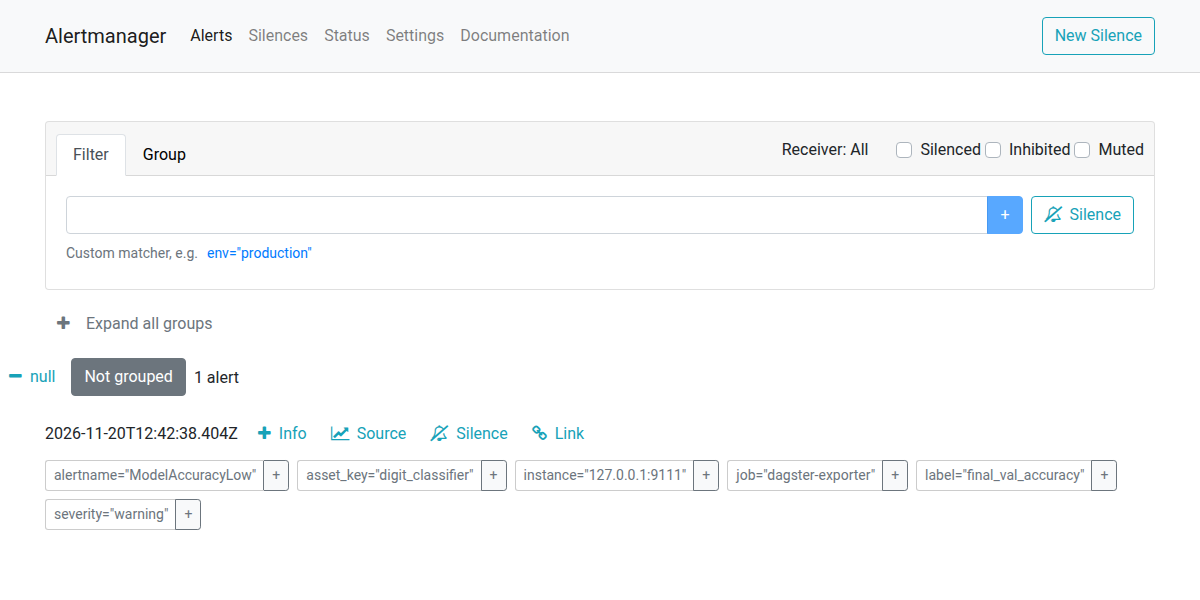 Alertmanager Alerts Silences Status Settings Documentation New Silence
Filter Group Receiver: All Silenced Inhibited Muted
+ Silence
Custom matcher, e.g. env="production"
+ Expand all groups
− null Not grouped 1 alert
2026-11-20T12:42:38.404Z + Info Source Silence Link
alertname="ModelAccuracyLow" + asset_key="digit_classifier" + instance="127.0.0.1:9111" + job="dagster-exporter" + label="final_val_accuracy" +
severity="warning" +